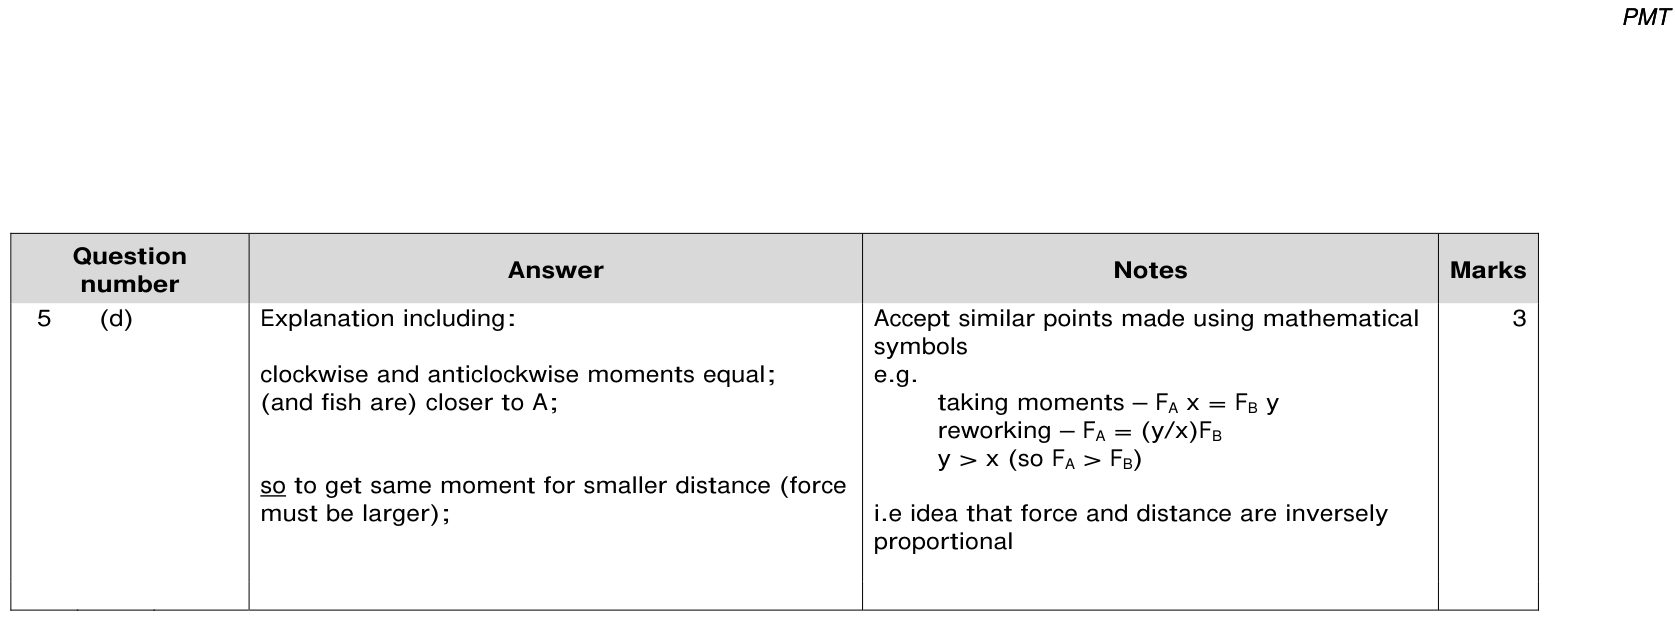 PMT
Question number
Answer
Notes
Marks
5 (d)
Explanation including:
clockwise and anticlockwise moments equal;
(and fish are) closer to A;
so to get same moment for smaller distance (force
must be larger);
Accept similar points made using mathematical
symbols
e.g.
taking moments – F_A x = F_B y
reworking – F_A = (y/x)F_B
y > x (so F_A > F_B)
i.e idea that force and distance are inversely
proportional
3